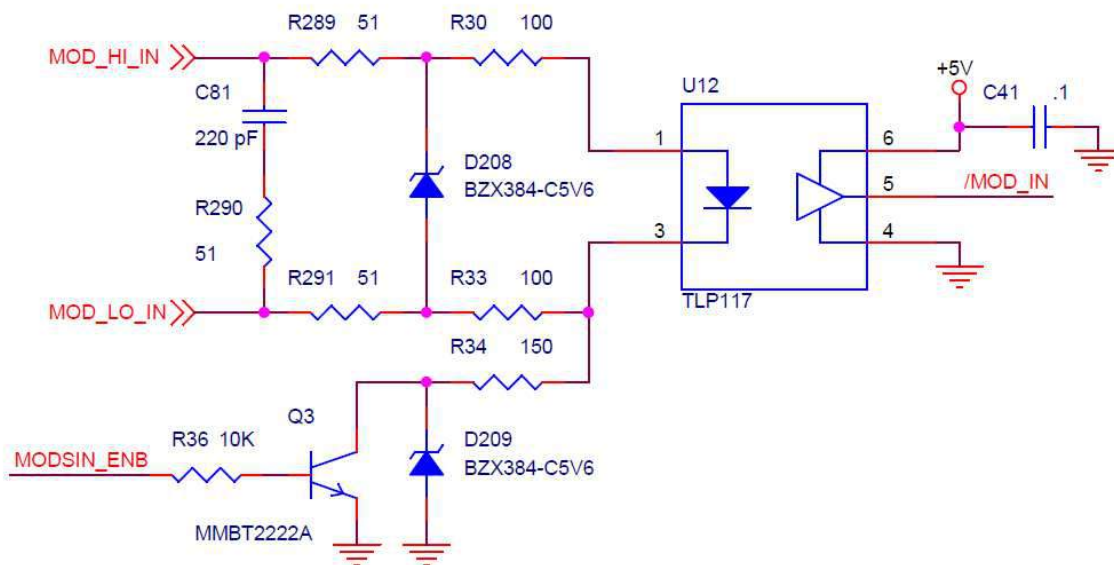 R289 51
R30 100
MOD_HI_IN
C81
220 pF
U12
+5V
C41 .1
1
6
D208
BZX384-C5V6
/MOD_IN
5
R290
51
3
4
R291 51
R33 100
TLP117
MOD_LO_IN
R34 150
Q3
R36 10K
D209
BZX384-C5V6
MODSIN_ENB
MMBT2222A